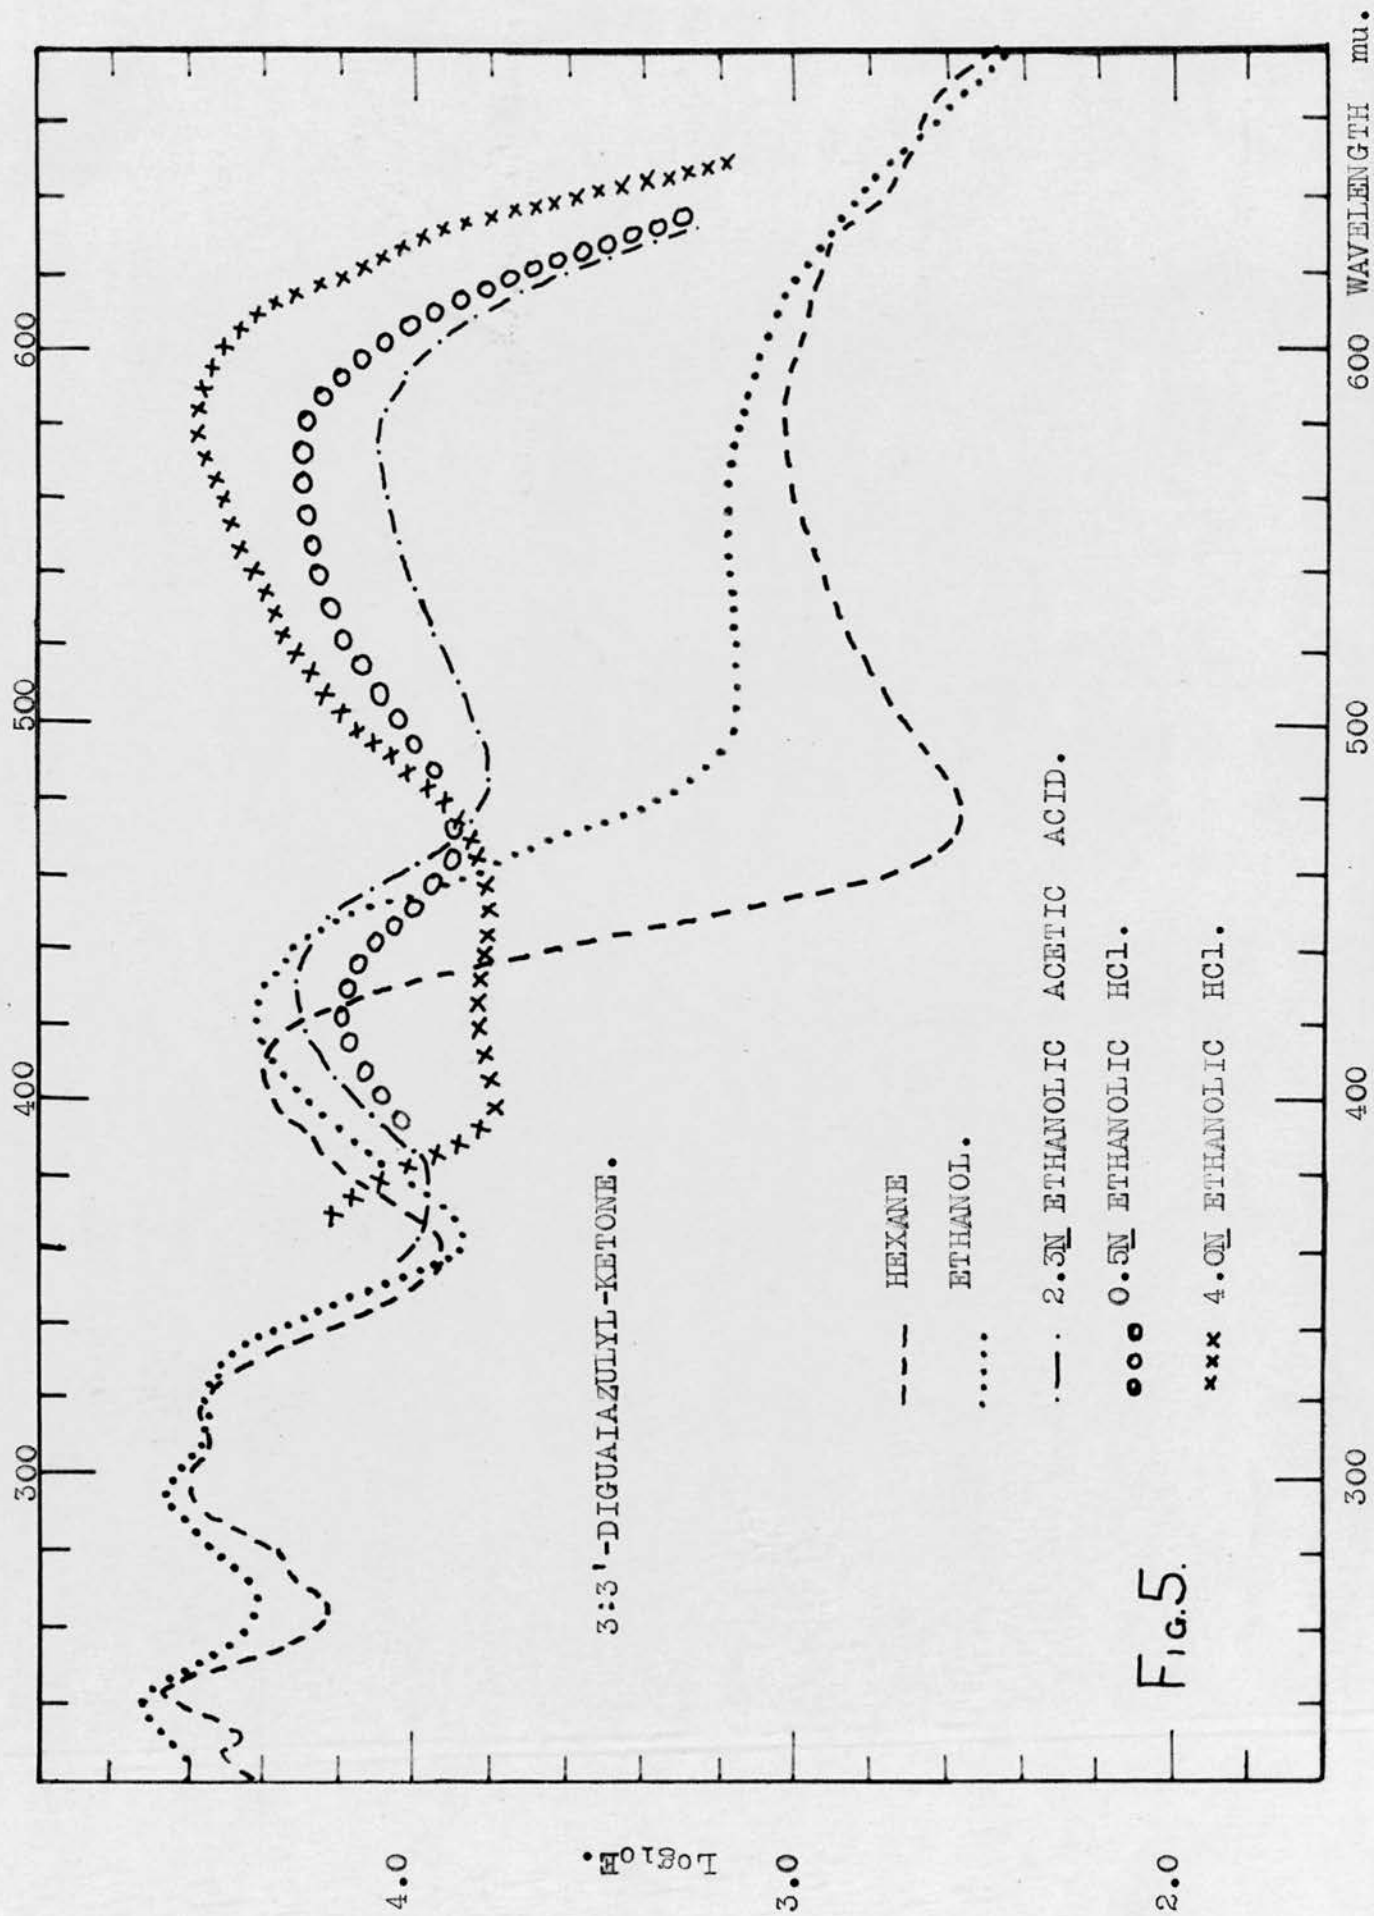 300
400
500
600
4.0
3.0
2.0
Log₁₀E.
3:3'-DIGUAIAZULYL-KETONE.
--- HEXANE
..... ETHANOL.
.—. 2.3N ETHANOLIC ACETIC ACID.
ooo 0.5N ETHANOLIC HCl.
xxx 4.0N ETHANOLIC HCl.
FIG.5.
300
400
500
600 WAVELENGTH mu.